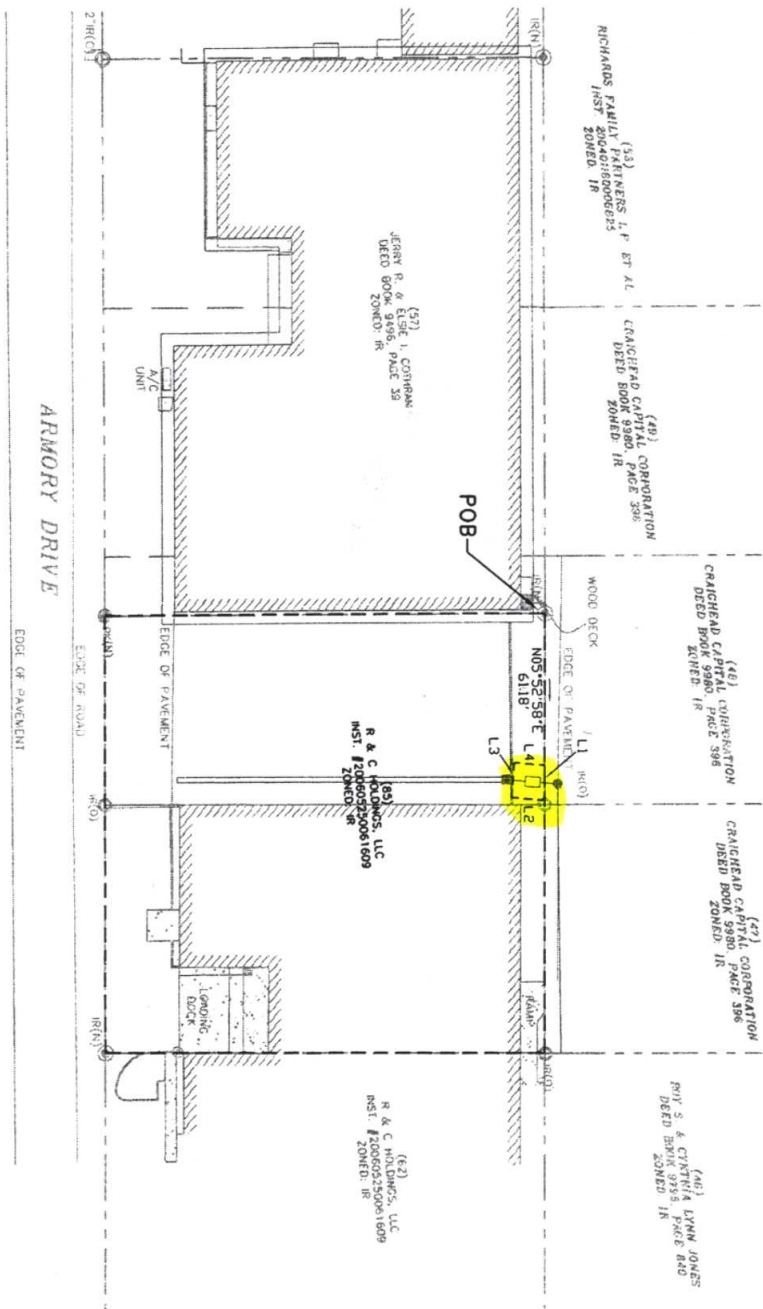 (53)
RICHARDS FAMILY PARTNERS L.P. ET AL
INST. 200401160006825
ZONED: IR
(49)
CRAIGHEAD CAPITAL CORPORATION
DEED BOOK 9980, PAGE 396
ZONED: IR
(48)
CRAIGHEAD CAPITAL CORPORATION
DEED BOOK 9980, PAGE 396
ZONED: IR
(47)
CRAIGHEAD CAPITAL CORPORATION
DEED BOOK 9980, PAGE 396
ZONED: IR
(46)
ROY S. & CYNTHIA LYNN JONES
DEED BOOK 9755, PAGE 820
ZONED: IR
IR(N)
IR(N)
WOOD DECK
EDGE OF PAVEMENT
IR(O)
IR(O)
POB
N05°52'58"E
61.18'
L1
L4
L2
L3
RAMP
(57)
JERRY R. & ELSIE I. COTHRAN
DEED BOOK 9496, PAGE 39
ZONED: IR
(85)
R & C HOLDINGS, LLC
INST. #200605250061609
ZONED: IR
(62)
R & C HOLDINGS, LLC
INST. #200605250061609
ZONED: IR
A/C
UNIT
LOADING
DOCK
EDGE OF PAVEMENT
2"IR(O)
PK(N)
IR(O)
IR(N)
EDGE OF ROAD
ARMORY DRIVE
EDGE OF PAVEMENT